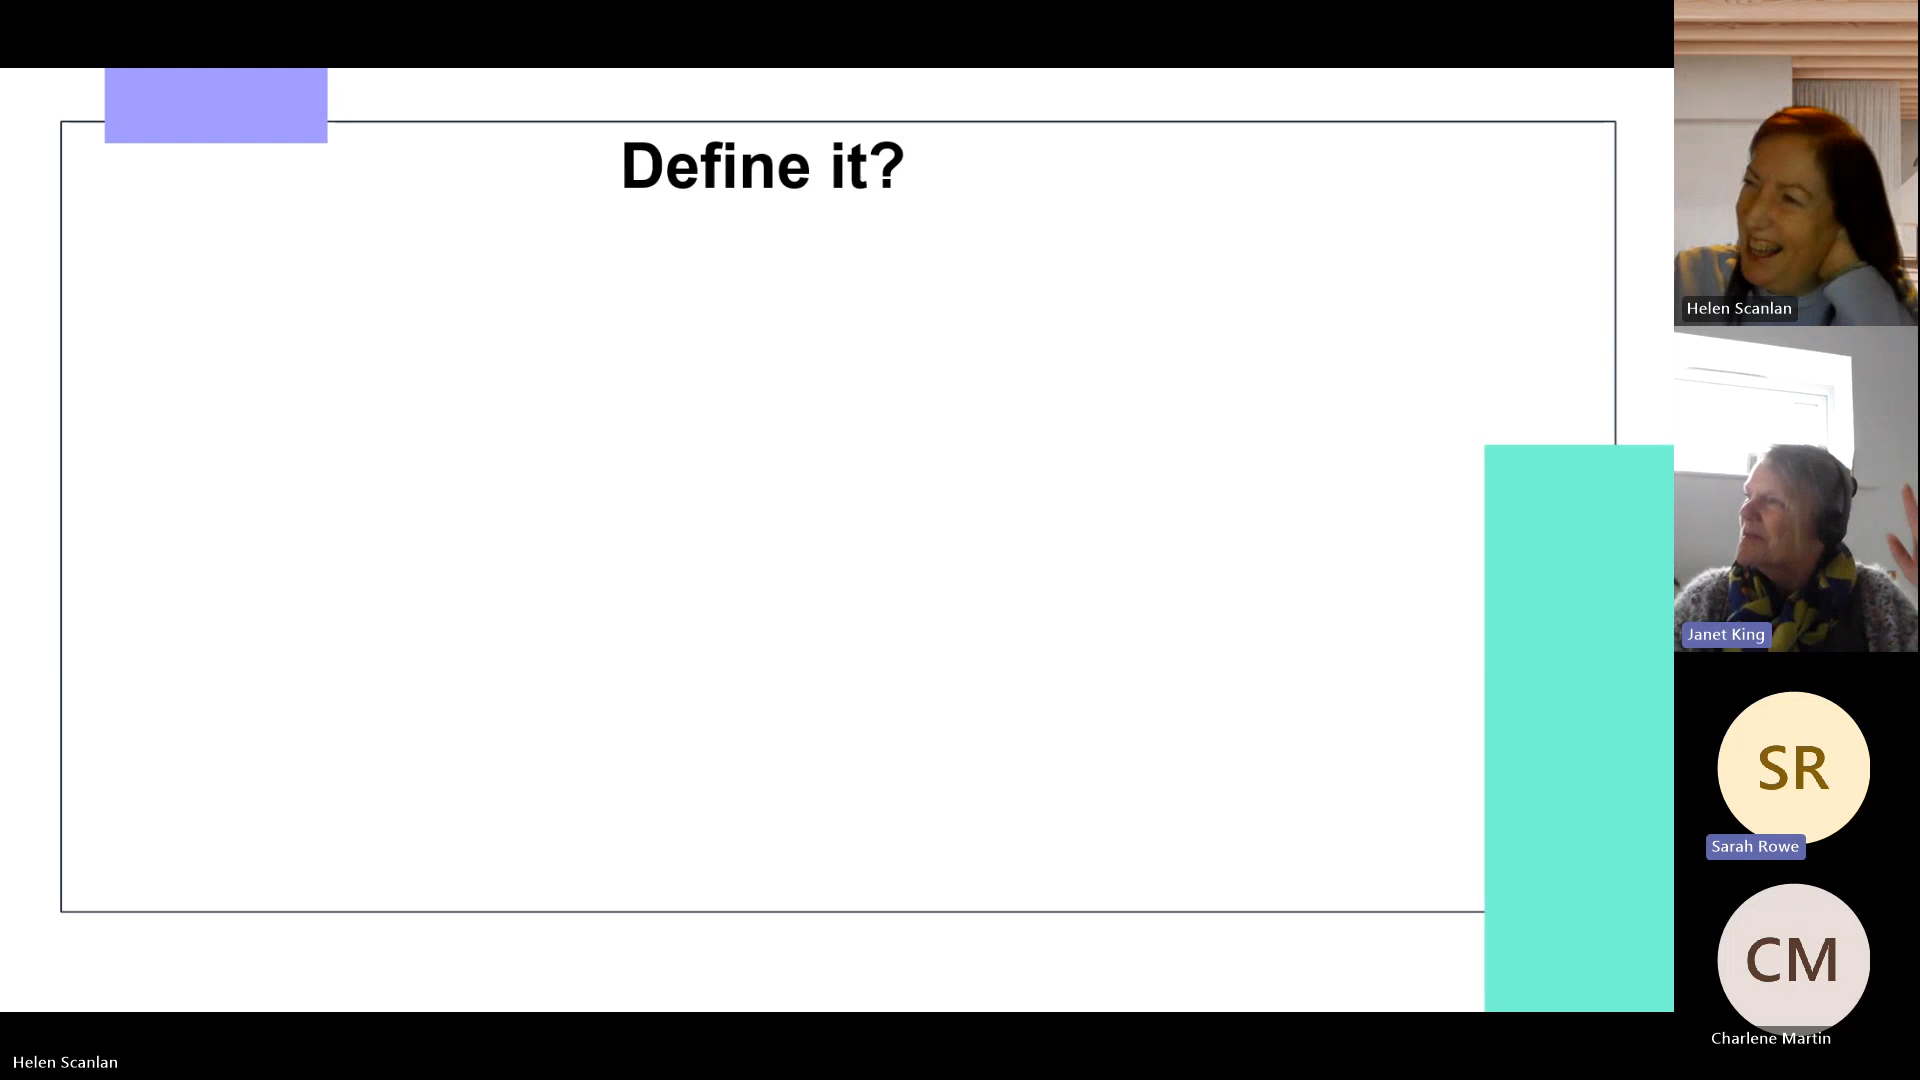 Define it?
Helen Scanlan
Janet King
SR
Sarah Rowe
CM
Charlene Martin
Helen Scanlan